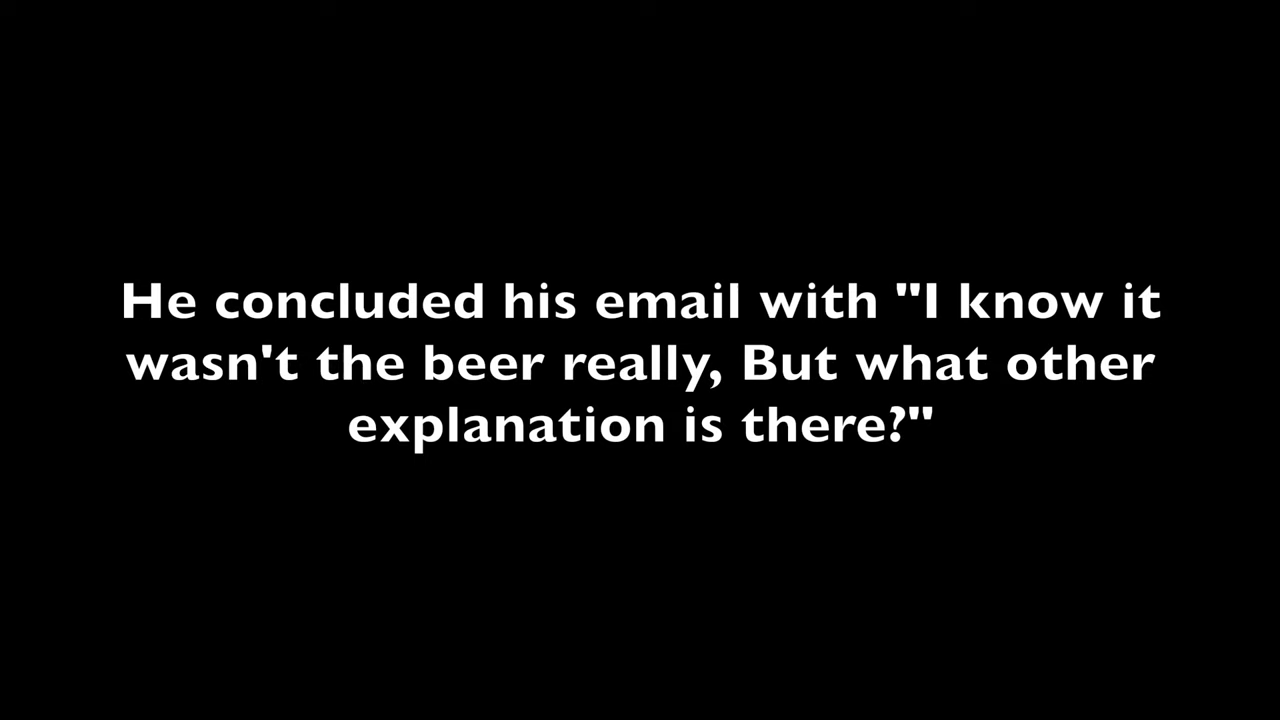 He concluded his email with "I know it
wasn't the beer really, But what other
explanation is there?"